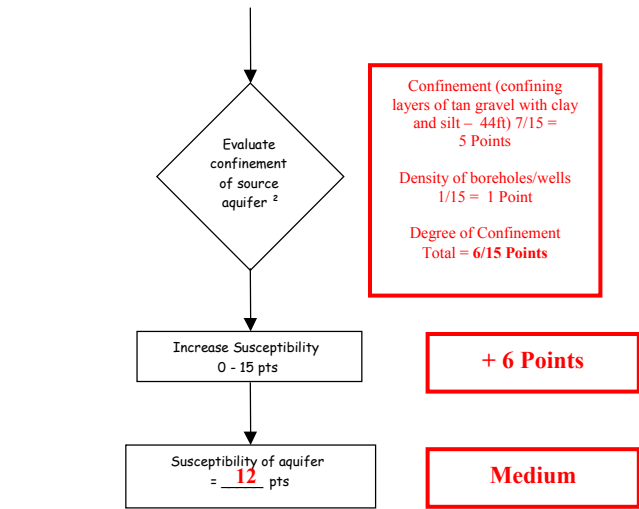 Evaluate
confinement
of source
aquifer ²
Confinement (confining
layers of tan gravel with clay
and silt – 44ft) 7/15 =
5 Points
Density of boreholes/wells
1/15 = 1 Point
Degree of Confinement
Total = 6/15 Points
Increase Susceptibility
0 - 15 pts
+ 6 Points
Susceptibility of aquifer
= __12__ pts
Medium